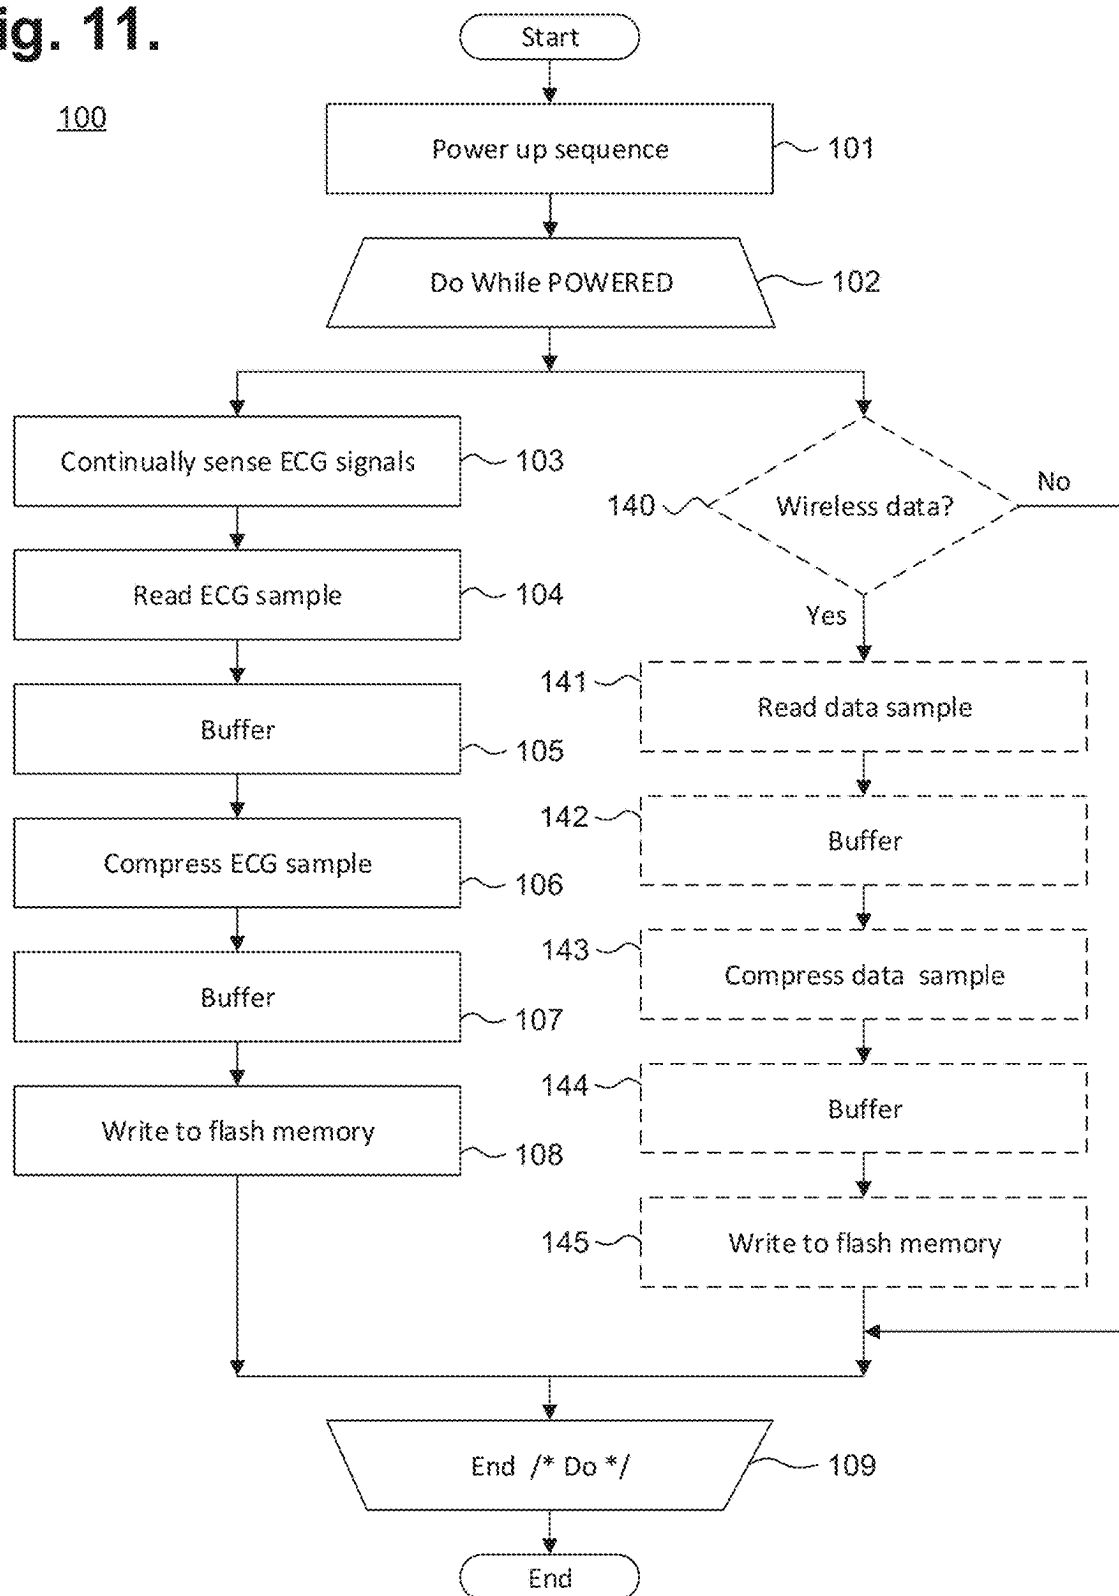 ig. 11.
100
Start
Power up sequence
101
Do While POWERED
102
Continually sense ECG signals
103
Read ECG sample
104
Buffer
105
Compress ECG sample
106
Buffer
107
Write to flash memory
108
140
Wireless data?
No
Yes
141
Read data sample
142
Buffer
143
Compress data sample
144
Buffer
145
Write to flash memory
End /* Do */
109
End